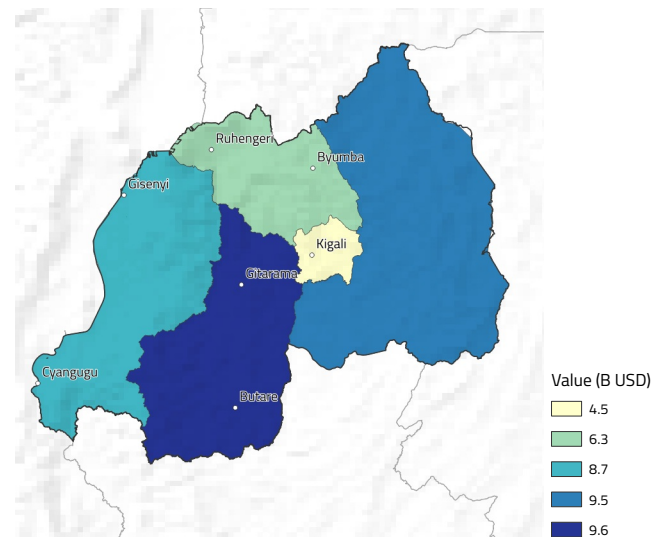 Ruhengeri
Byumba
Gisenyi
Kigali
Gitarama
Cyangugu
Butare
Value (B USD)
4.5
6.3
8.7
9.5
9.6